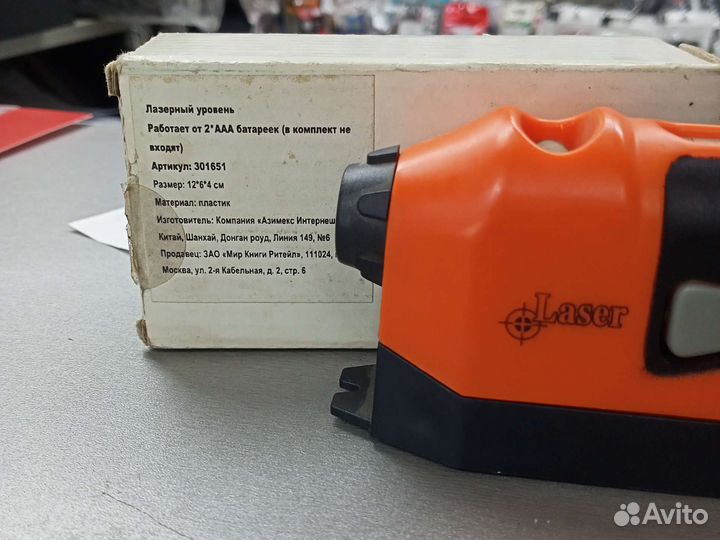 Лазерный уровень
Работает от 2*ААА батареек (в комплект не
входят)
Артикул: 301651
Размер: 12*6*4 см
Материал: пластик
Изготовитель: Компания «Азимекс Интернеш
Китай, Шанхай, Донган роуд, Линия 149, №6
Продавец: ЗАО «Мир Книги Ритейл», 111024,
Москва, ул. 2-я Кабельная, д. 2, стр. 6
Laser
Avito